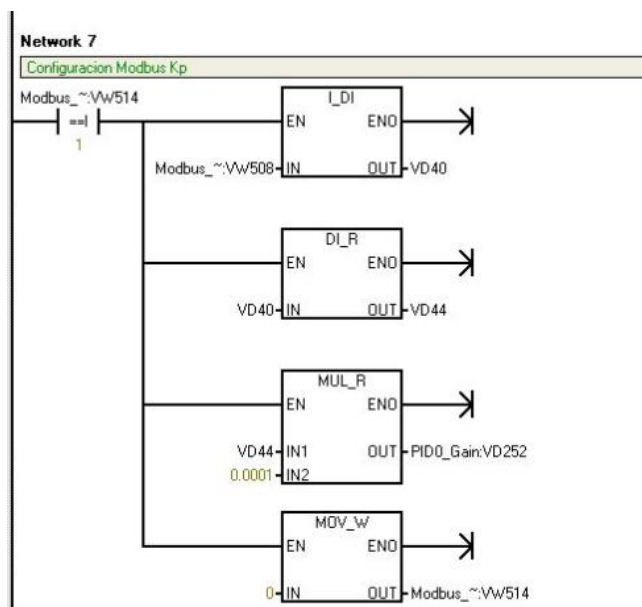 Network 7
Configuracion Modbus Kp
Modbus_~:VW514
==I
1
I_DI
EN ENO
Modbus_~:VW508 IN OUT VD40
DI_R
EN ENO
VD40 IN OUT VD44
MUL_R
EN ENO
VD44 IN1 OUT PID0_Gain:VD252
0.0001 IN2
MOV_W
EN ENO
0 IN OUT Modbus_~:VW514